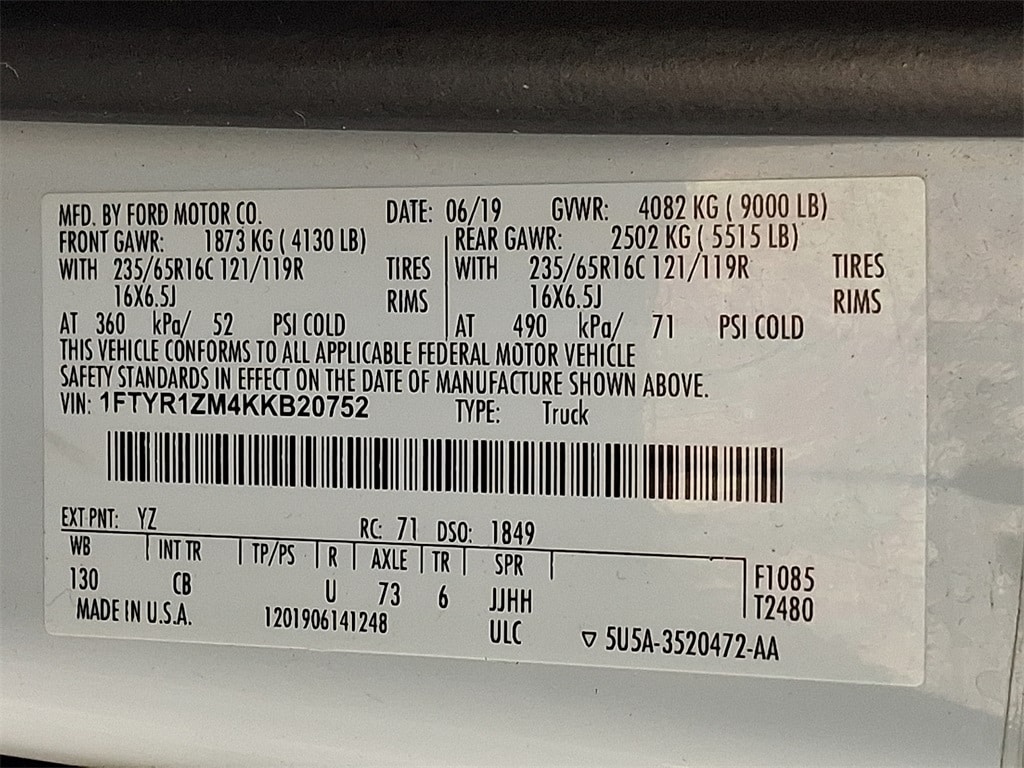 MFD. BY FORD MOTOR CO. DATE: 06/19 GVWR: 4082 KG ( 9000 LB)
FRONT GAWR: 1873 KG ( 4130 LB) REAR GAWR: 2502 KG ( 5515 LB)
WITH 235/65R16C 121/119R TIRES WITH 235/65R16C 121/119R TIRES
16X6.5J RIMS 16X6.5J RIMS
AT 360 kPa/ 52 PSI COLD AT 490 kPa/ 71 PSI COLD
THIS VEHICLE CONFORMS TO ALL APPLICABLE FEDERAL MOTOR VEHICLE
SAFETY STANDARDS IN EFFECT ON THE DATE OF MANUFACTURE SHOWN ABOVE.
VIN: 1FTYR1ZM4KKB20752 TYPE: Truck
EXT PNT: YZ RC: 71 DSO: 1849
WB INT TR TP/PS R AXLE TR SPR
130 CB U 73 6 JJHH F1085
MADE IN U.S.A. 1201906141248 ULC T2480
5U5A-3520472-AA